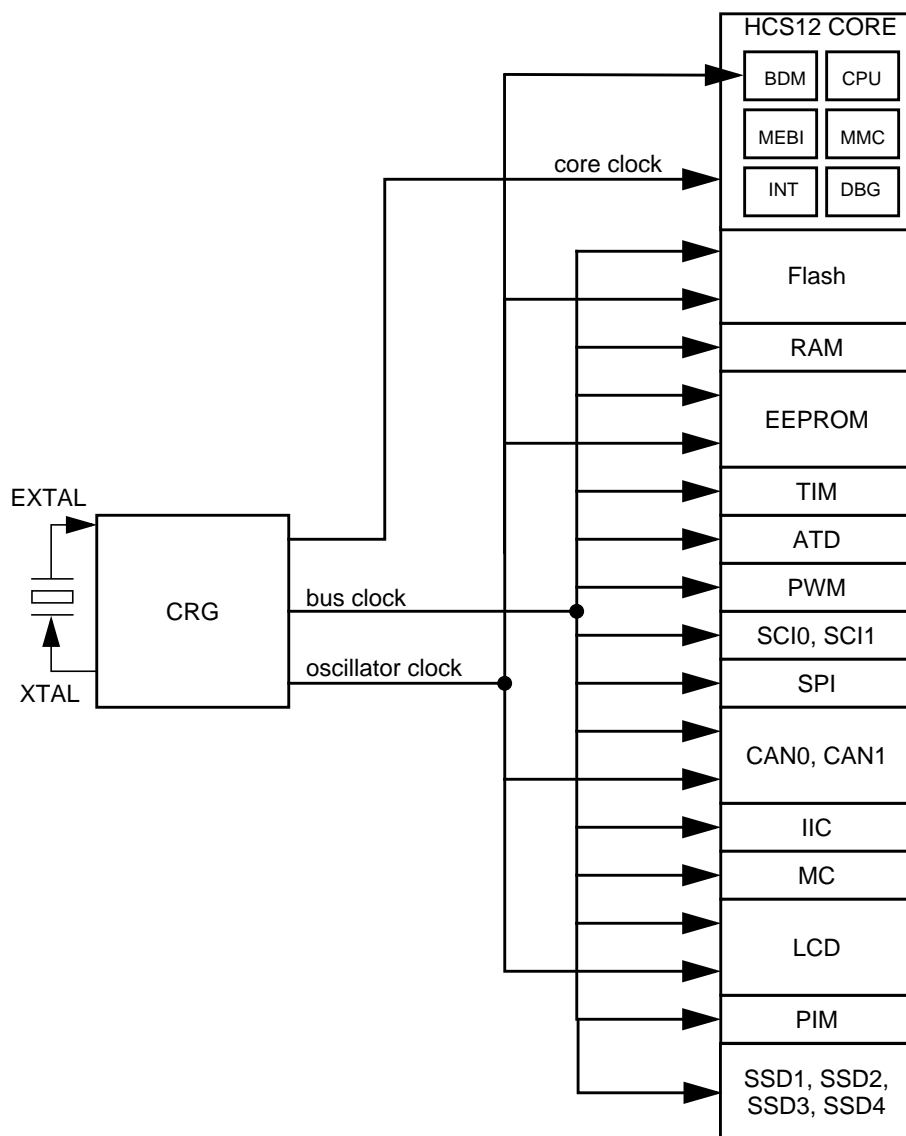 HCS12 CORE
BDM
CPU
MEBI
MMC
core clock
INT
DBG
Flash
RAM
EEPROM
TIM
EXTAL
ATD
PWM
bus clock
CRG
SCI0, SCI1
oscillator clock
SPI
XTAL
CAN0, CAN1
IIC
MC
LCD
PIM
SSD1, SSD2,
SSD3, SSD4